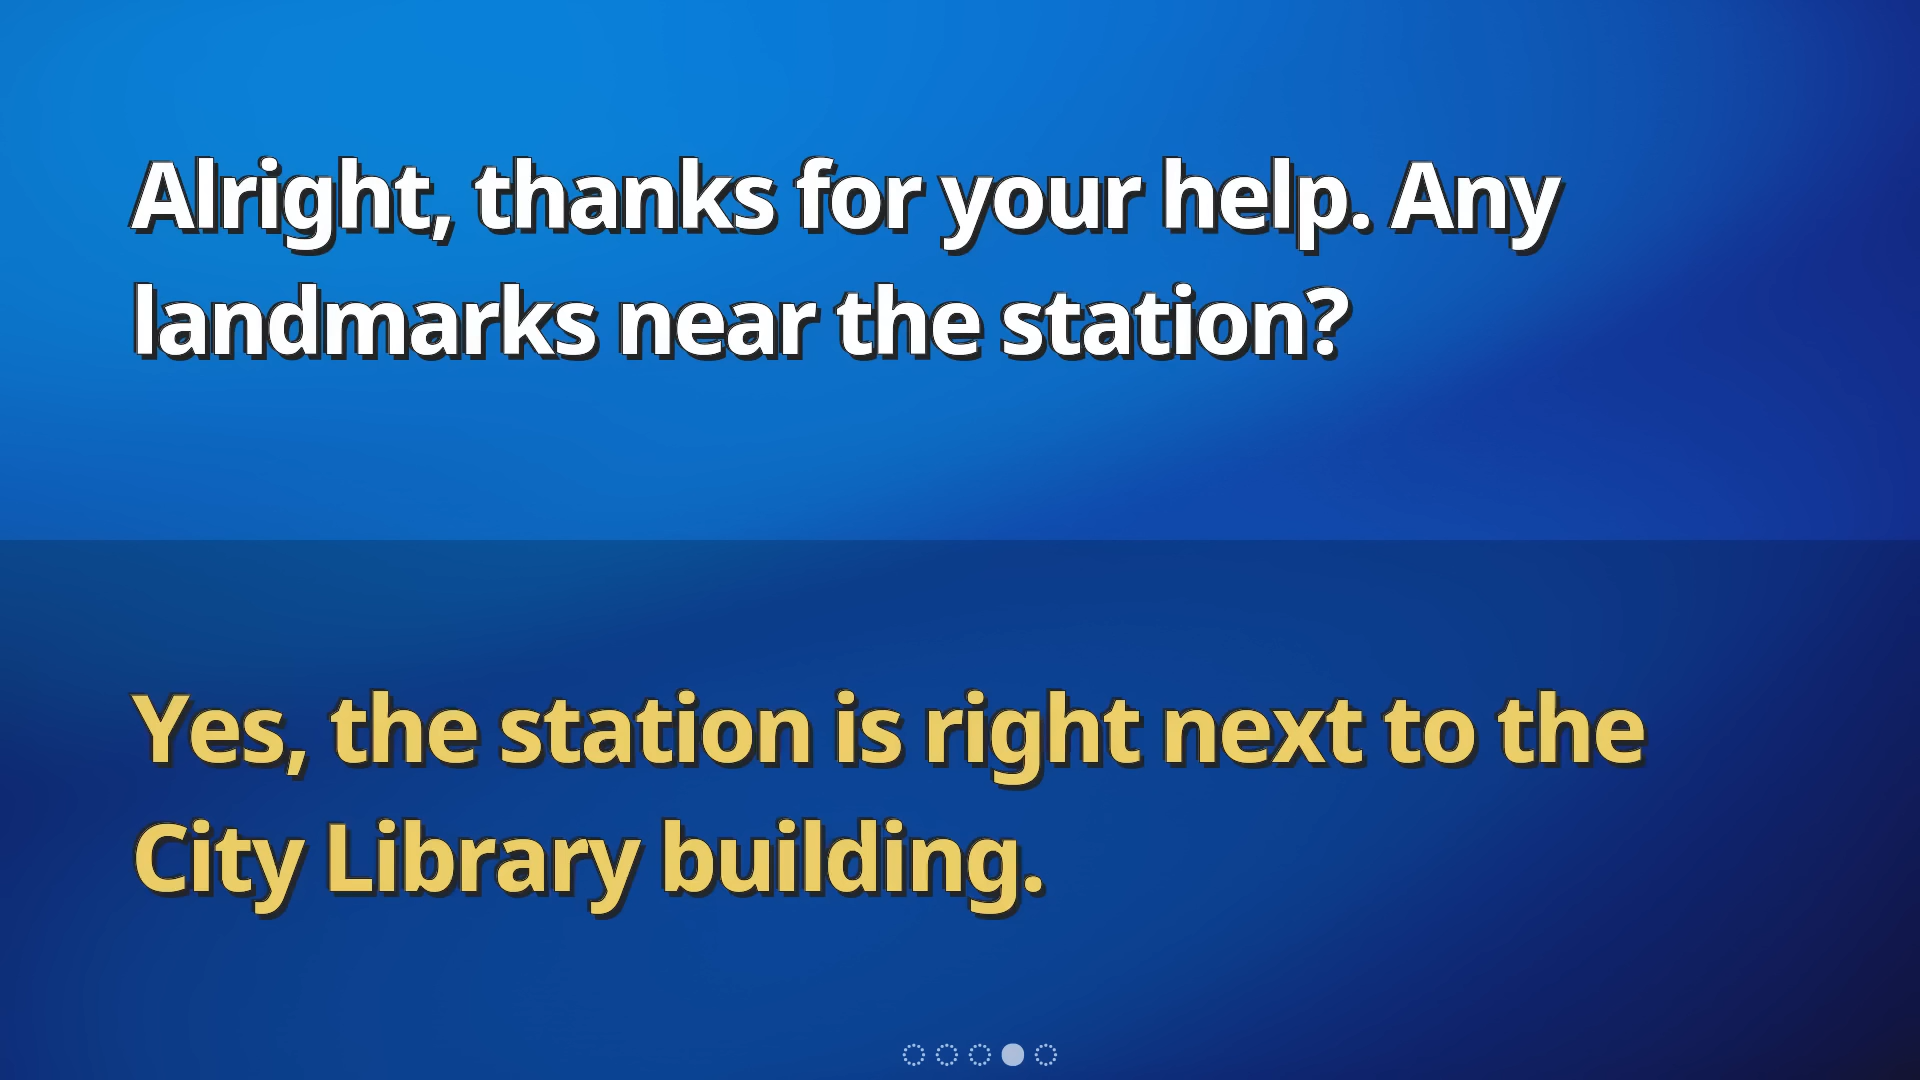 Alright, thanks for your help. Any
landmarks near the station?
Yes, the station is right next to the
City Library building.